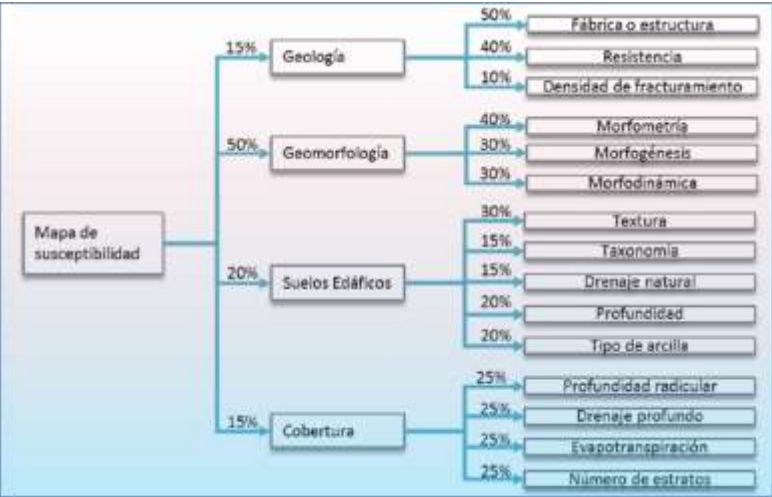 Mapa de
susceptibilidad
15%
Geología
50%
Fábrica o estructura
40%
Resistencia
10%
Densidad de fracturamiento
50%
Geomorfología
40%
Morfometría
30%
Morfogénesis
30%
Morfodinámica
20%
Suelos Edáficos
30%
Textura
15%
Taxonomia
15%
Drenaje natural
20%
Profundidad
20%
Tipo de arcilla
15%
Cobertura
25%
Profundidad radicular
25%
Drenaje profundo
25%
Evapotranspiración
25%
Número de estratos